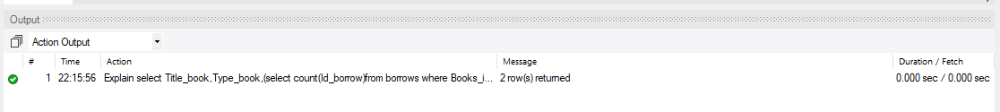 Output
Action Output
# Time Action Message Duration / Fetch
1 22:15:56 Explain select Title_book,Type_book,(select count(Id_borrow)from borrows where Books_i... 2 row(s) returned 0.000 sec / 0.000 sec